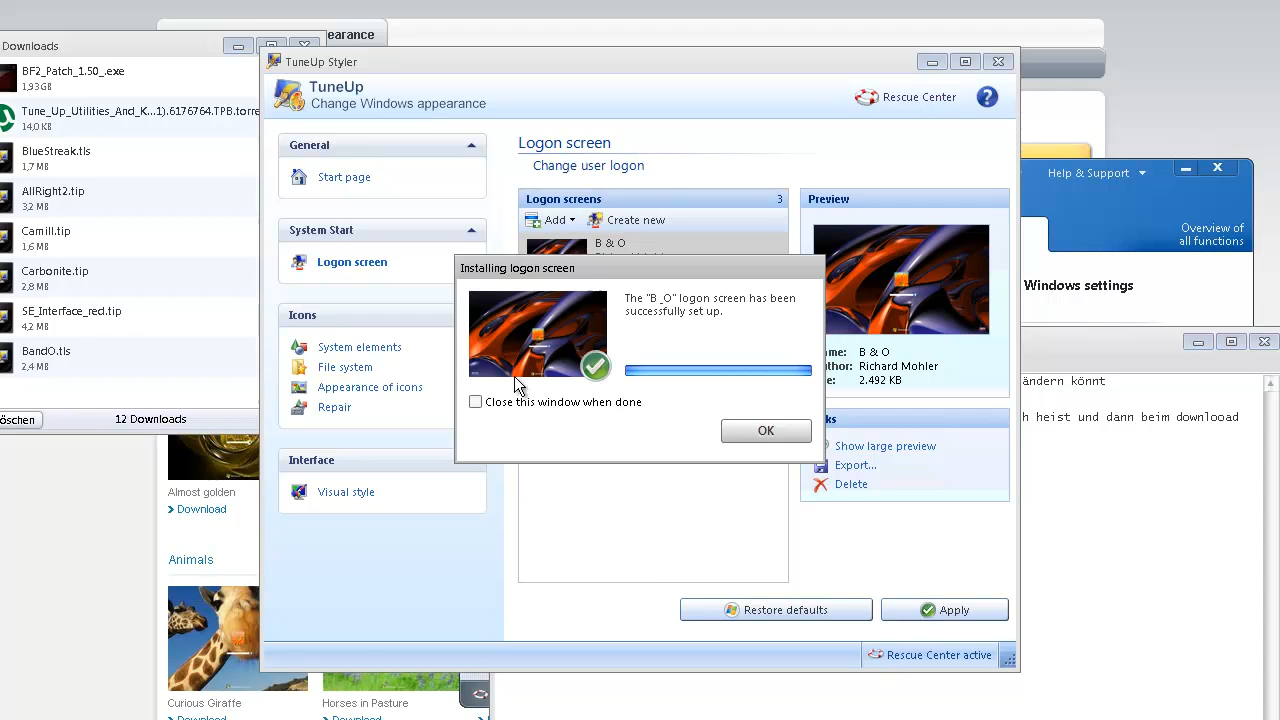 earance
Downloads
BF2_Patch_1.50_.exe
1,93GB
Tune_Up_Utilities_And_K...1).6176764.TPB.torre
14,0 KB
BlueStreak.tls
1,7 MB
AllRight2.tip
3,2 MB
Camill.tip
1,6 MB
Carbonite.tip
2,8 MB
SE_Interface_red.tip
4,2 MB
BandO.tls
2,4 MB
öschen
12 Downloads
Almost golden
Download
Animals
Curious Giraffe
Download
Horses in Pasture
Download
TuneUp Styler
TuneUp
Change Windows appearance
Rescue Center
?
General
Start page
System Start
Logon screen
Icons
System elements
File system
Appearance of icons
Repair
Interface
Visual style
Logon screen
Change user logon
Logon screens 3
Add
Create new
B & O
Installing logon screen
The "B _O" logon screen has been
successfully set up.
Close this window when done
OK
Preview
ame: B & O
uthor: Richard Mohler
e: 2.492 KB
ks
Show large preview
Export...
Delete
Restore defaults
Apply
Rescue Center active
Help & Support
Overview of
all functions
Windows settings
ändern könnt
h heist und dann beim downlooad